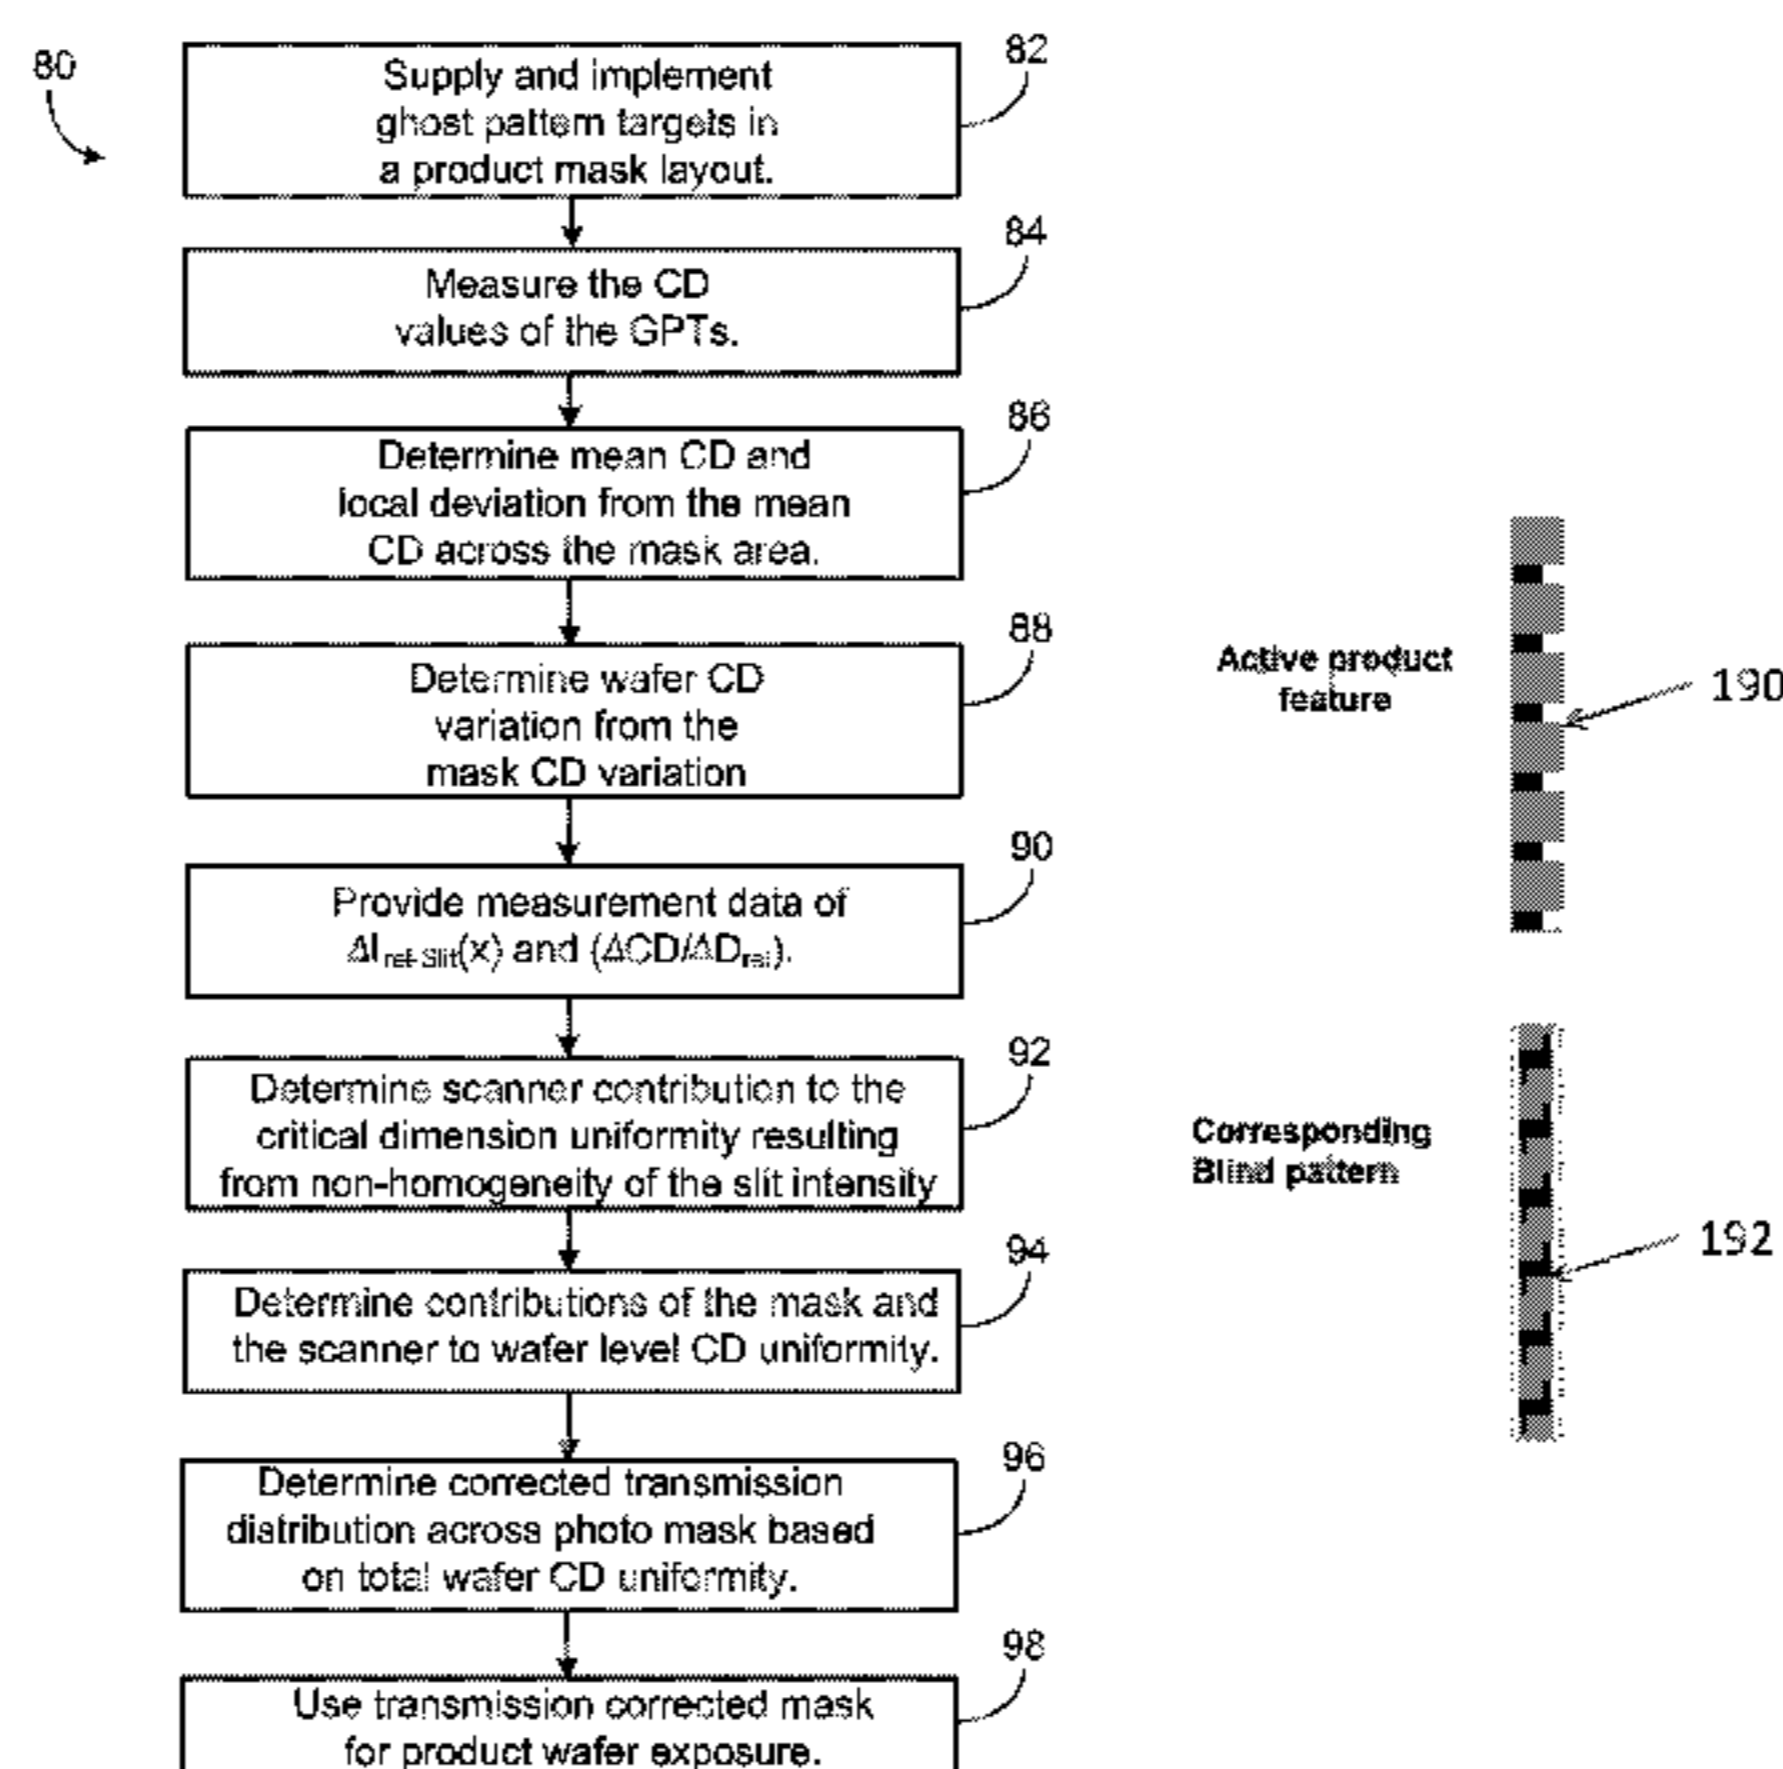 80
82
Supply and implement
ghost pattern targets in
a product mask layout.
84
Measure the CD
values of the GPTs.
86
Determine mean CD and
local deviation from the mean
CD across the mask area.
88
Determine wafer CD
variation from the
mask CD variation
90
Provide measurement data of
ΔI_ref-Slit(x) and (ΔCD/ΔD_rel).
92
Determine scanner contribution to the
critical dimension uniformity resulting
from non-homogeneity of the slit intensity
94
Determine contributions of the mask and
the scanner to wafer level CD uniformity.
96
Determine corrected transmission
distribution across photo mask based
on total wafer CD uniformity.
98
Use transmission corrected mask
for product wafer exposure.
Active product
feature
190
Corresponding
Blind pattern
192